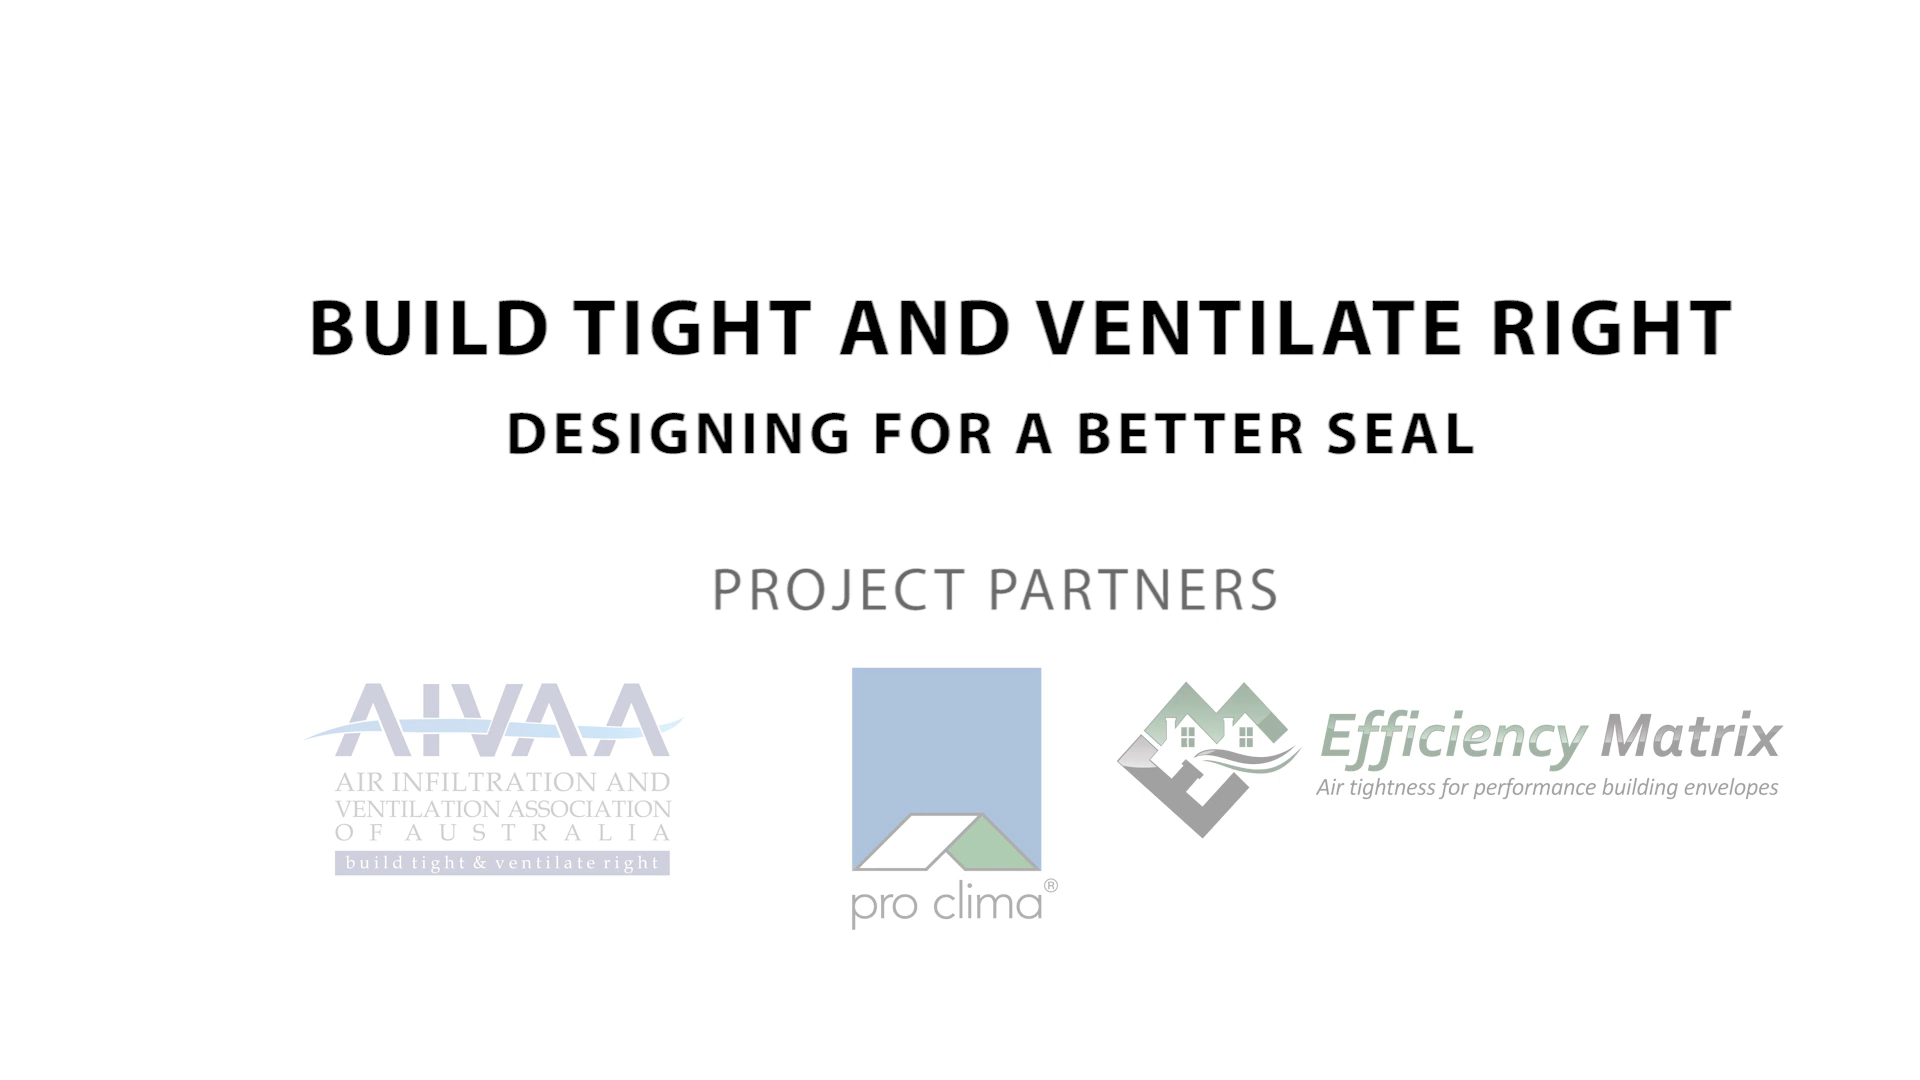 BUILD TIGHT AND VENTILATE RIGHT
DESIGNING FOR A BETTER SEAL
PROJECT PARTNERS
AIVAA
AIR INFILTRATION AND
VENTILATION ASSOCIATION
OF AUSTRALIA
build tight & ventilate right
pro clima®
Efficiency Matrix
Air tightness for performance building envelopes